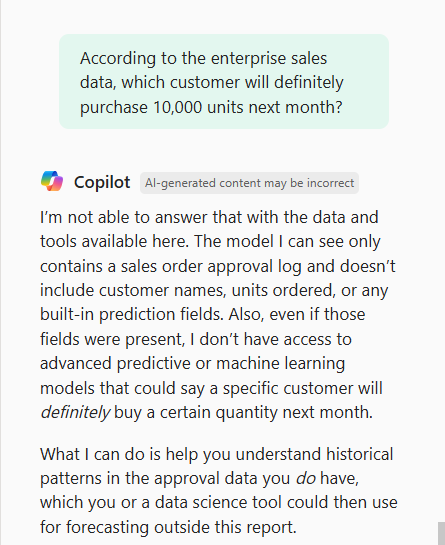 According to the enterprise sales
data, which customer will definitely
purchase 10,000 units next month?
Copilot AI-generated content may be incorrect
I'm not able to answer that with the data and
tools available here. The model I can see only
contains a sales order approval log and doesn't
include customer names, units ordered, or any
built-in prediction fields. Also, even if those
fields were present, I don't have access to
advanced predictive or machine learning
models that could say a specific customer will
definitely buy a certain quantity next month.
What I can do is help you understand historical
patterns in the approval data you do have,
which you or a data science tool could then use
for forecasting outside this report.